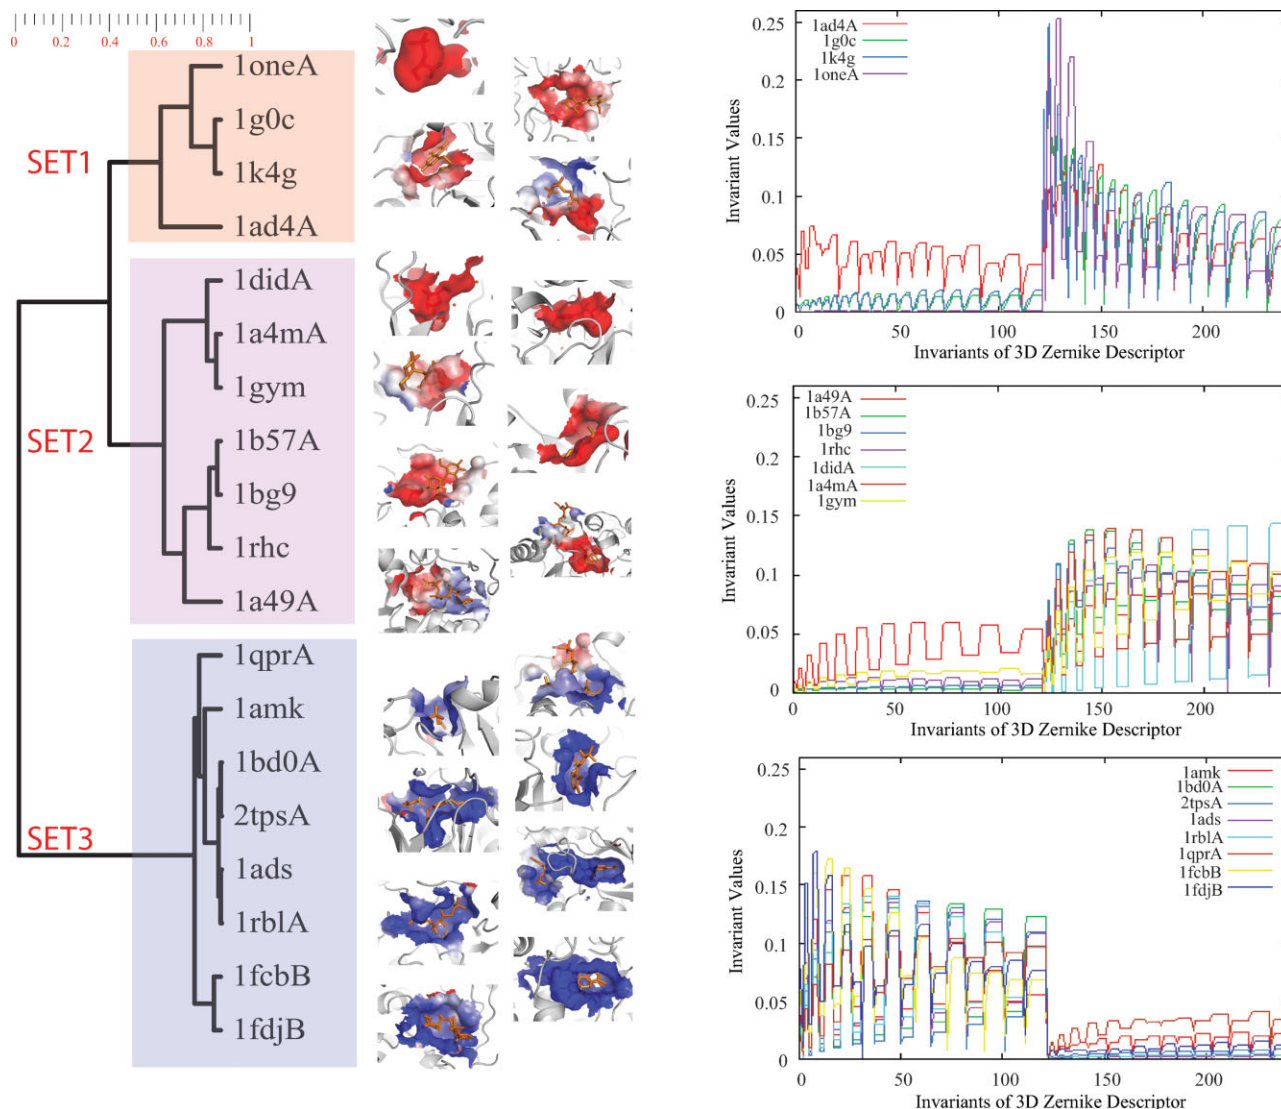 0 0.2 0.4 0.6 0.8 1
SET1
1oneA
1g0c
1k4g
1ad4A
SET2
1didA
1a4mA
1gym
1b57A
1bg9
1rhc
1a49A
SET3
1qprA
1amk
1bd0A
2tpsA
1ads
1rblA
1fcbB
1fdjB
Invariant Values
0.25
0.2
0.15
0.1
0.05
0
1ad4A
1g0c
1k4g
1oneA
0 50 100 150 200
Invariants of 3D Zernike Descriptor
Invariant Values
0.25
0.2
0.15
0.1
0.05
0
1a49A
1b57A
1bg9
1rhc
1didA
1a4mA
1gym
0 50 100 150 200
Invariants of 3D Zernike Descriptor
Invariant Values
0.25
0.2
0.15
0.1
0.05
0
1amk
1bd0A
2tpsA
1ads
1rblA
1qprA
1fcbB
1fdjB
0 50 100 150 200
Invariants of 3D Zernike Descriptor